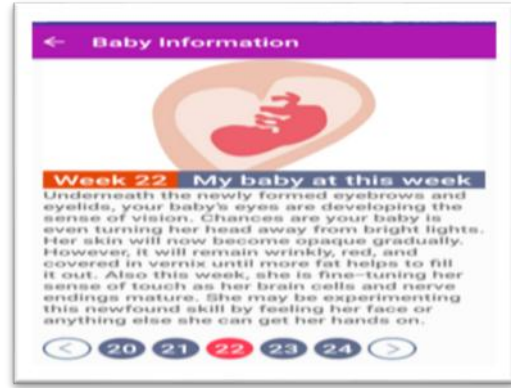 ← Baby Information
Week 22 My baby at this week
Underneath the newly formed eyebrows and
eyelids, your baby's eyes are developing the
sense of vision. Chances are your baby is
even turning her head away from bright lights.
Her skin will now become opaque gradually.
However, it will remain wrinkly, red, and
covered in vernix until more fat helps to fill
it out. Also this week, she is fine-tuning her
sense of touch as her brain cells and nerve
endings mature. She may be experimenting
this newfound skill by feeling her face or
anything else she can get her hands on.
< 20 21 22 23 24 >